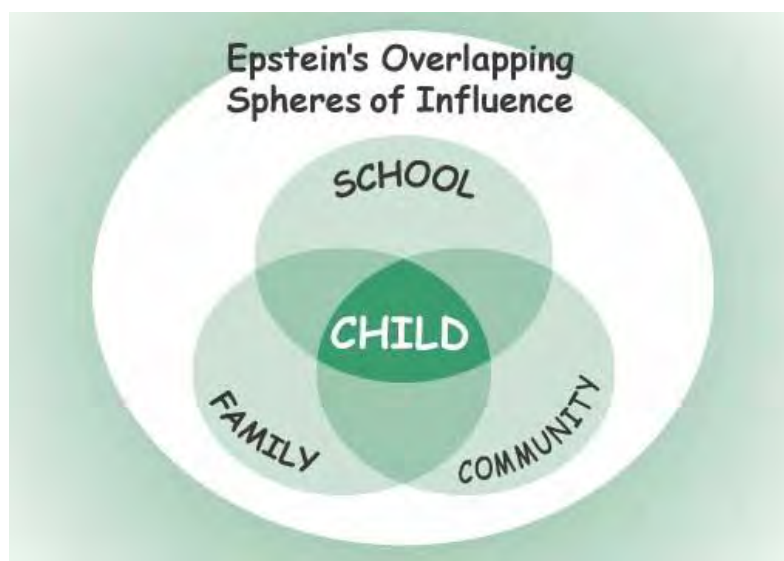 Epstein's Overlapping
Spheres of Influence
SCHOOL
CHILD
FAMILY
COMMUNITY